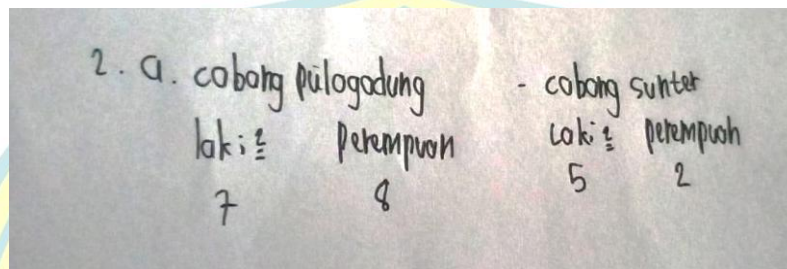 2. a. cabang pulogadung - cabang sunter
laki² perempuan laki² perempuan
7 8 5 2